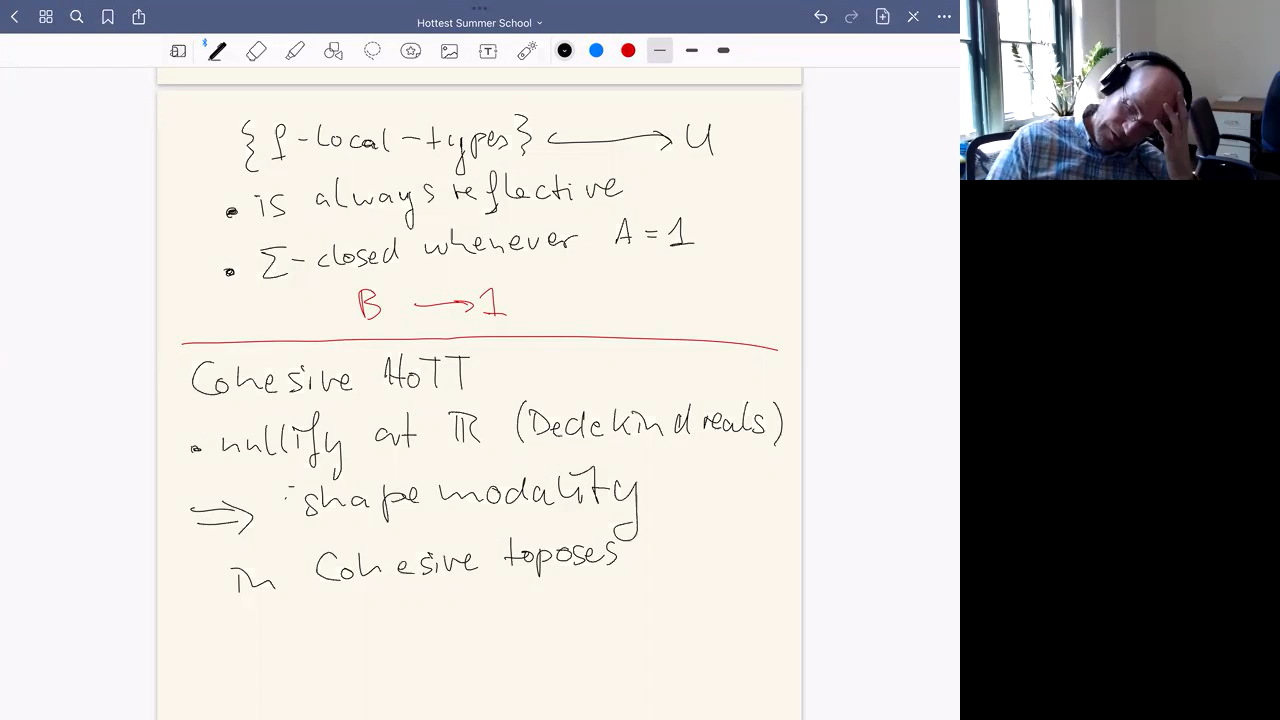 Hottest Summer School
{f-local-types} ⟶ U
• is always reflective
• Σ-closed whenever A = 1
B ⟶ 1
Cohesive HoTT
• nullify at ℝ (Dedekind reals)
⇒ shape modality
in Cohesive toposes